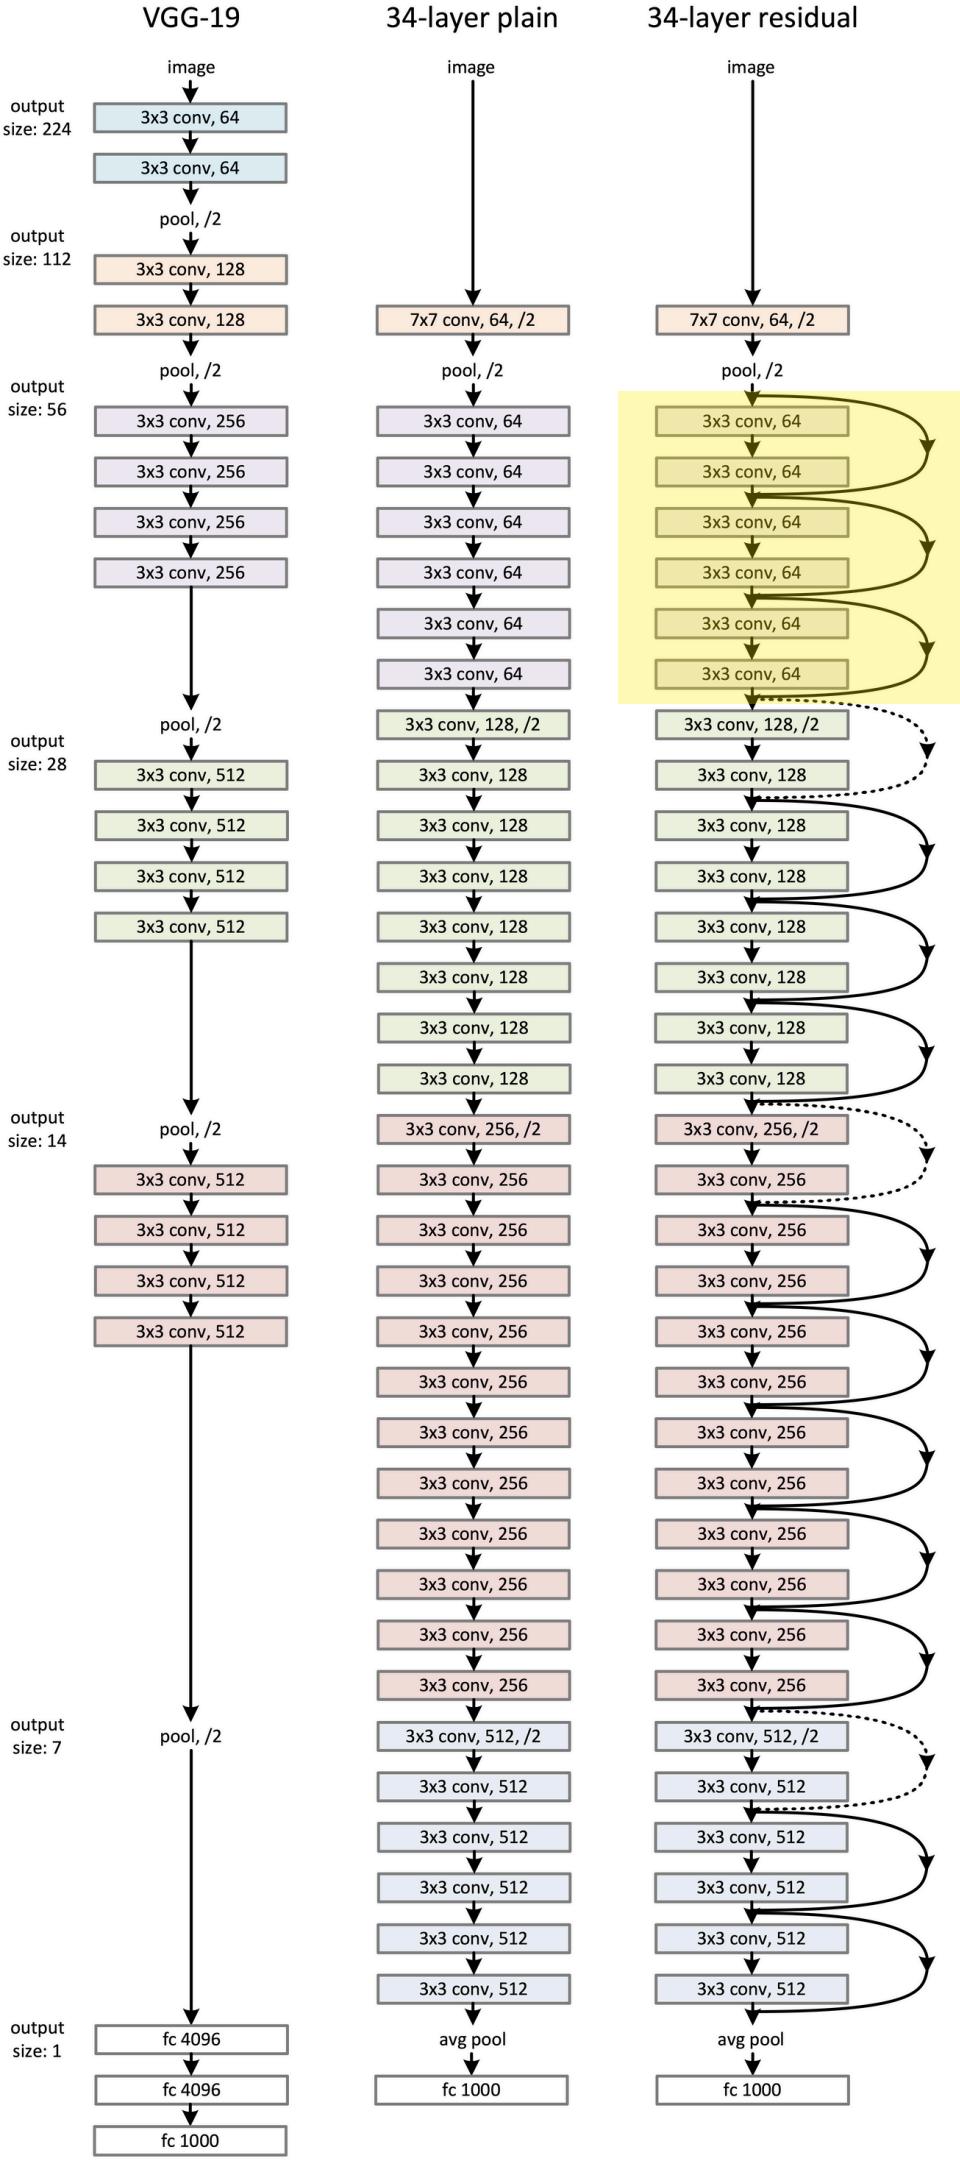 VGG-19
image
output
size: 224
3x3 conv, 64
3x3 conv, 64
pool, /2
output
size: 112
3x3 conv, 128
3x3 conv, 128
pool, /2
output
size: 56
3x3 conv, 256
3x3 conv, 256
3x3 conv, 256
3x3 conv, 256
pool, /2
output
size: 28
3x3 conv, 512
3x3 conv, 512
3x3 conv, 512
3x3 conv, 512
pool, /2
output
size: 14
3x3 conv, 512
3x3 conv, 512
3x3 conv, 512
3x3 conv, 512
output
size: 7
pool, /2
output
size: 1
fc 4096
fc 4096
fc 1000
34-layer plain
image
7x7 conv, 64, /2
pool, /2
3x3 conv, 64
3x3 conv, 64
3x3 conv, 64
3x3 conv, 64
3x3 conv, 64
3x3 conv, 64
3x3 conv, 128, /2
3x3 conv, 128
3x3 conv, 128
3x3 conv, 128
3x3 conv, 128
3x3 conv, 128
3x3 conv, 128
3x3 conv, 128
3x3 conv, 256, /2
3x3 conv, 256
3x3 conv, 256
3x3 conv, 256
3x3 conv, 256
3x3 conv, 256
3x3 conv, 256
3x3 conv, 256
3x3 conv, 256
3x3 conv, 256
3x3 conv, 256
3x3 conv, 256
3x3 conv, 512, /2
3x3 conv, 512
3x3 conv, 512
3x3 conv, 512
3x3 conv, 512
3x3 conv, 512
avg pool
fc 1000
34-layer residual
image
7x7 conv, 64, /2
pool, /2
3x3 conv, 64
3x3 conv, 64
3x3 conv, 64
3x3 conv, 64
3x3 conv, 64
3x3 conv, 64
3x3 conv, 128, /2
3x3 conv, 128
3x3 conv, 128
3x3 conv, 128
3x3 conv, 128
3x3 conv, 128
3x3 conv, 128
3x3 conv, 128
3x3 conv, 256, /2
3x3 conv, 256
3x3 conv, 256
3x3 conv, 256
3x3 conv, 256
3x3 conv, 256
3x3 conv, 256
3x3 conv, 256
3x3 conv, 256
3x3 conv, 256
3x3 conv, 256
3x3 conv, 256
3x3 conv, 512, /2
3x3 conv, 512
3x3 conv, 512
3x3 conv, 512
3x3 conv, 512
3x3 conv, 512
avg pool
fc 1000